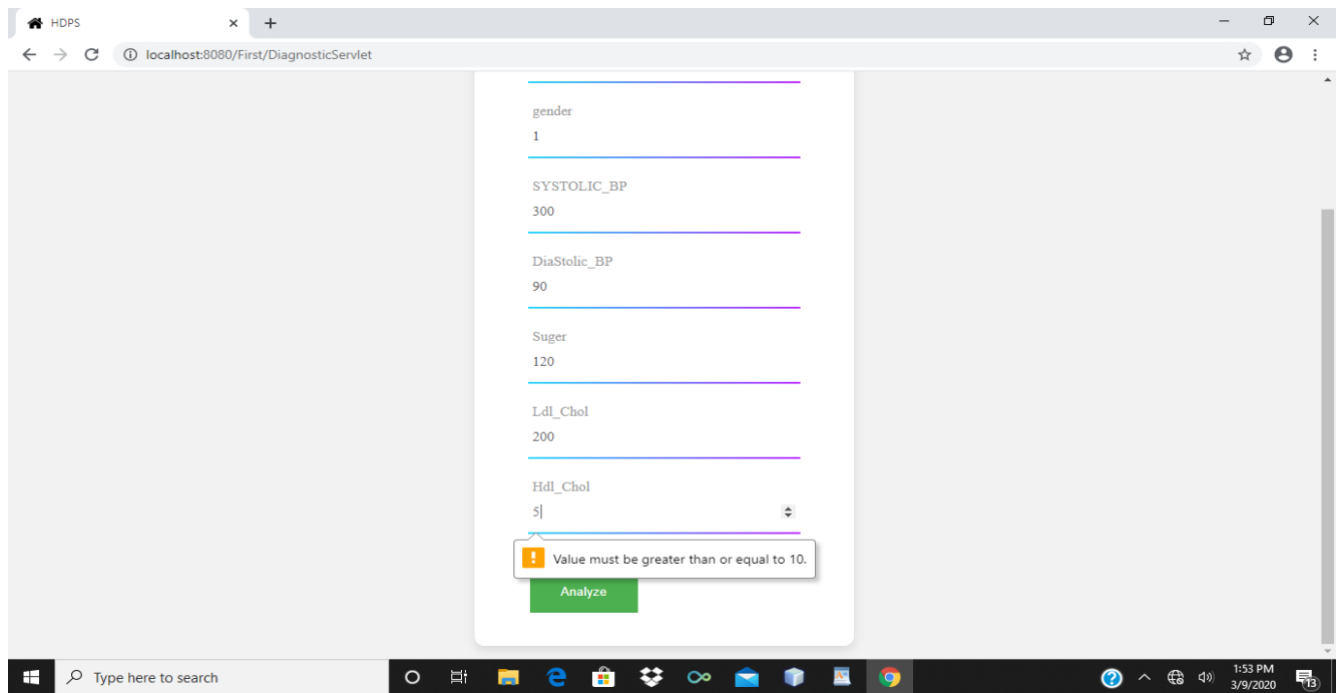 HDPS
localhost:8080/First/DiagnosticServlet
gender
1
SYSTOLIC_BP
300
DiaStolic_BP
90
Suger
120
Ldl_Chol
200
Hdl_Chol
5
Value must be greater than or equal to 10.
Analyze
Type here to search
1:53 PM
3/9/2020
13